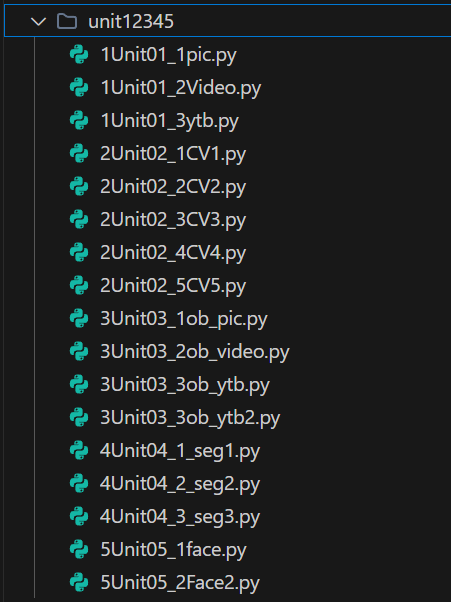 unit12345
1Unit01_1pic.py
1Unit01_2Video.py
1Unit01_3ytb.py
2Unit02_1CV1.py
2Unit02_2CV2.py
2Unit02_3CV3.py
2Unit02_4CV4.py
2Unit02_5CV5.py
3Unit03_1ob_pic.py
3Unit03_2ob_video.py
3Unit03_3ob_ytb.py
3Unit03_3ob_ytb2.py
4Unit04_1_seg1.py
4Unit04_2_seg2.py
4Unit04_3_seg3.py
5Unit05_1face.py
5Unit05_2Face2.py